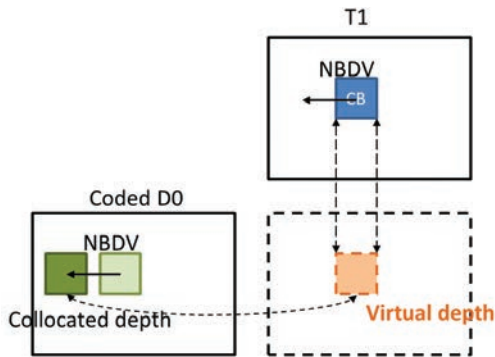 T1
NBDV
CB
Coded D0
NBDV
Collocated depth
Virtual depth